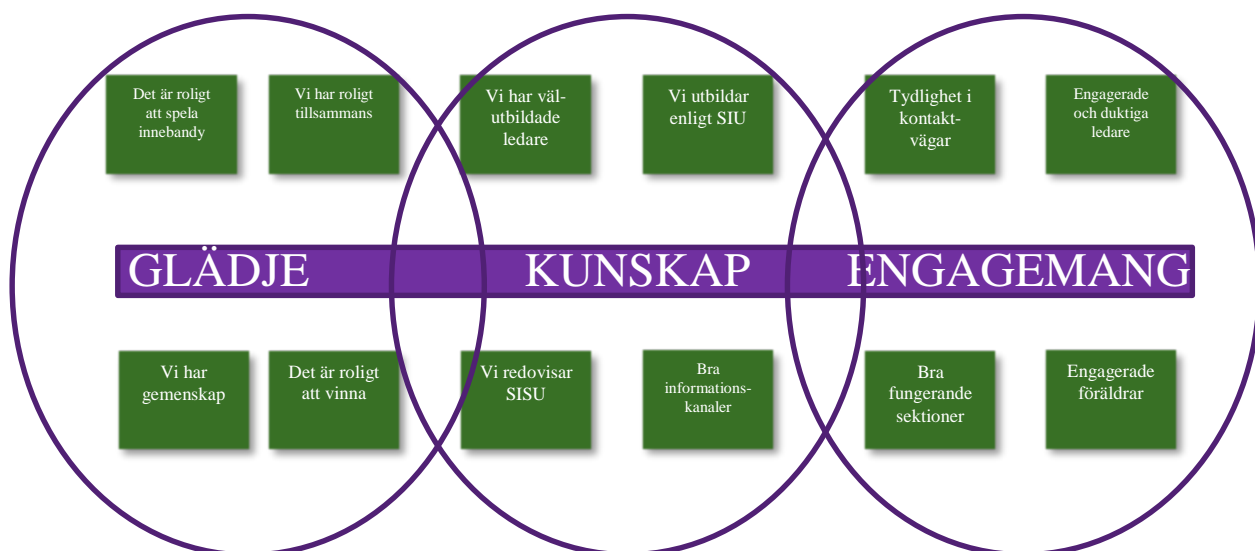 Det är roligt
att spela
innebandy
Vi har roligt
tillsammans
Vi har väl-
utbildade
ledare
Vi utbildar
enligt SIU
Tydlighet i
kontakt-
vägar
Engagerade
och duktiga
ledare
GLÄDJE
KUNSKAP
ENGAGEMANG
Vi har
gemenskap
Det är roligt
att vinna
Vi redovisar
SISU
Bra
informations-
kanaler
Bra
fungerande
sektioner
Engagerade
föräldrar